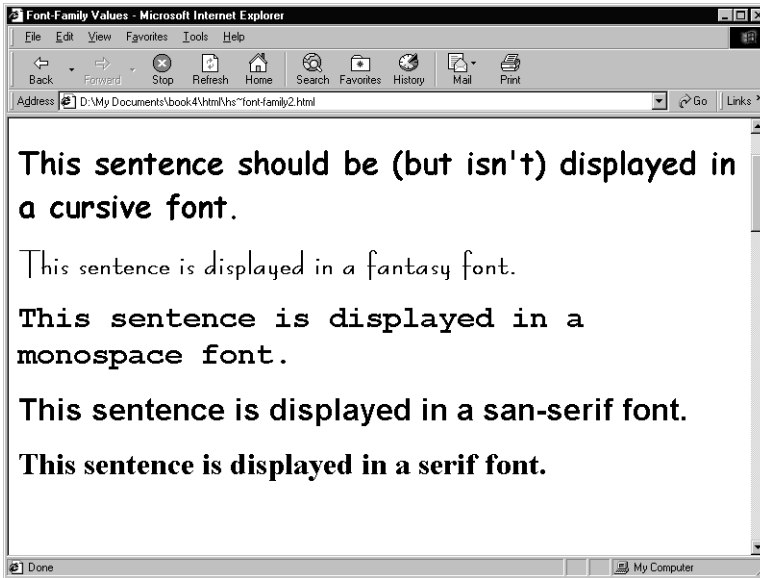 Font-Family Values - Microsoft Internet Explorer
File Edit View Favorites Tools Help
Back Forward Stop Refresh Home Search Favorites History Mail Print
Address D:\My Documents\book4\html\hs~font-family2.html Go Links »
This sentence should be (but isn't) displayed in
a cursive font.
This sentence is displayed in a fantasy font.
This sentence is displayed in a
monospace font.
This sentence is displayed in a san-serif font.
This sentence is displayed in a serif font.
Done My Computer